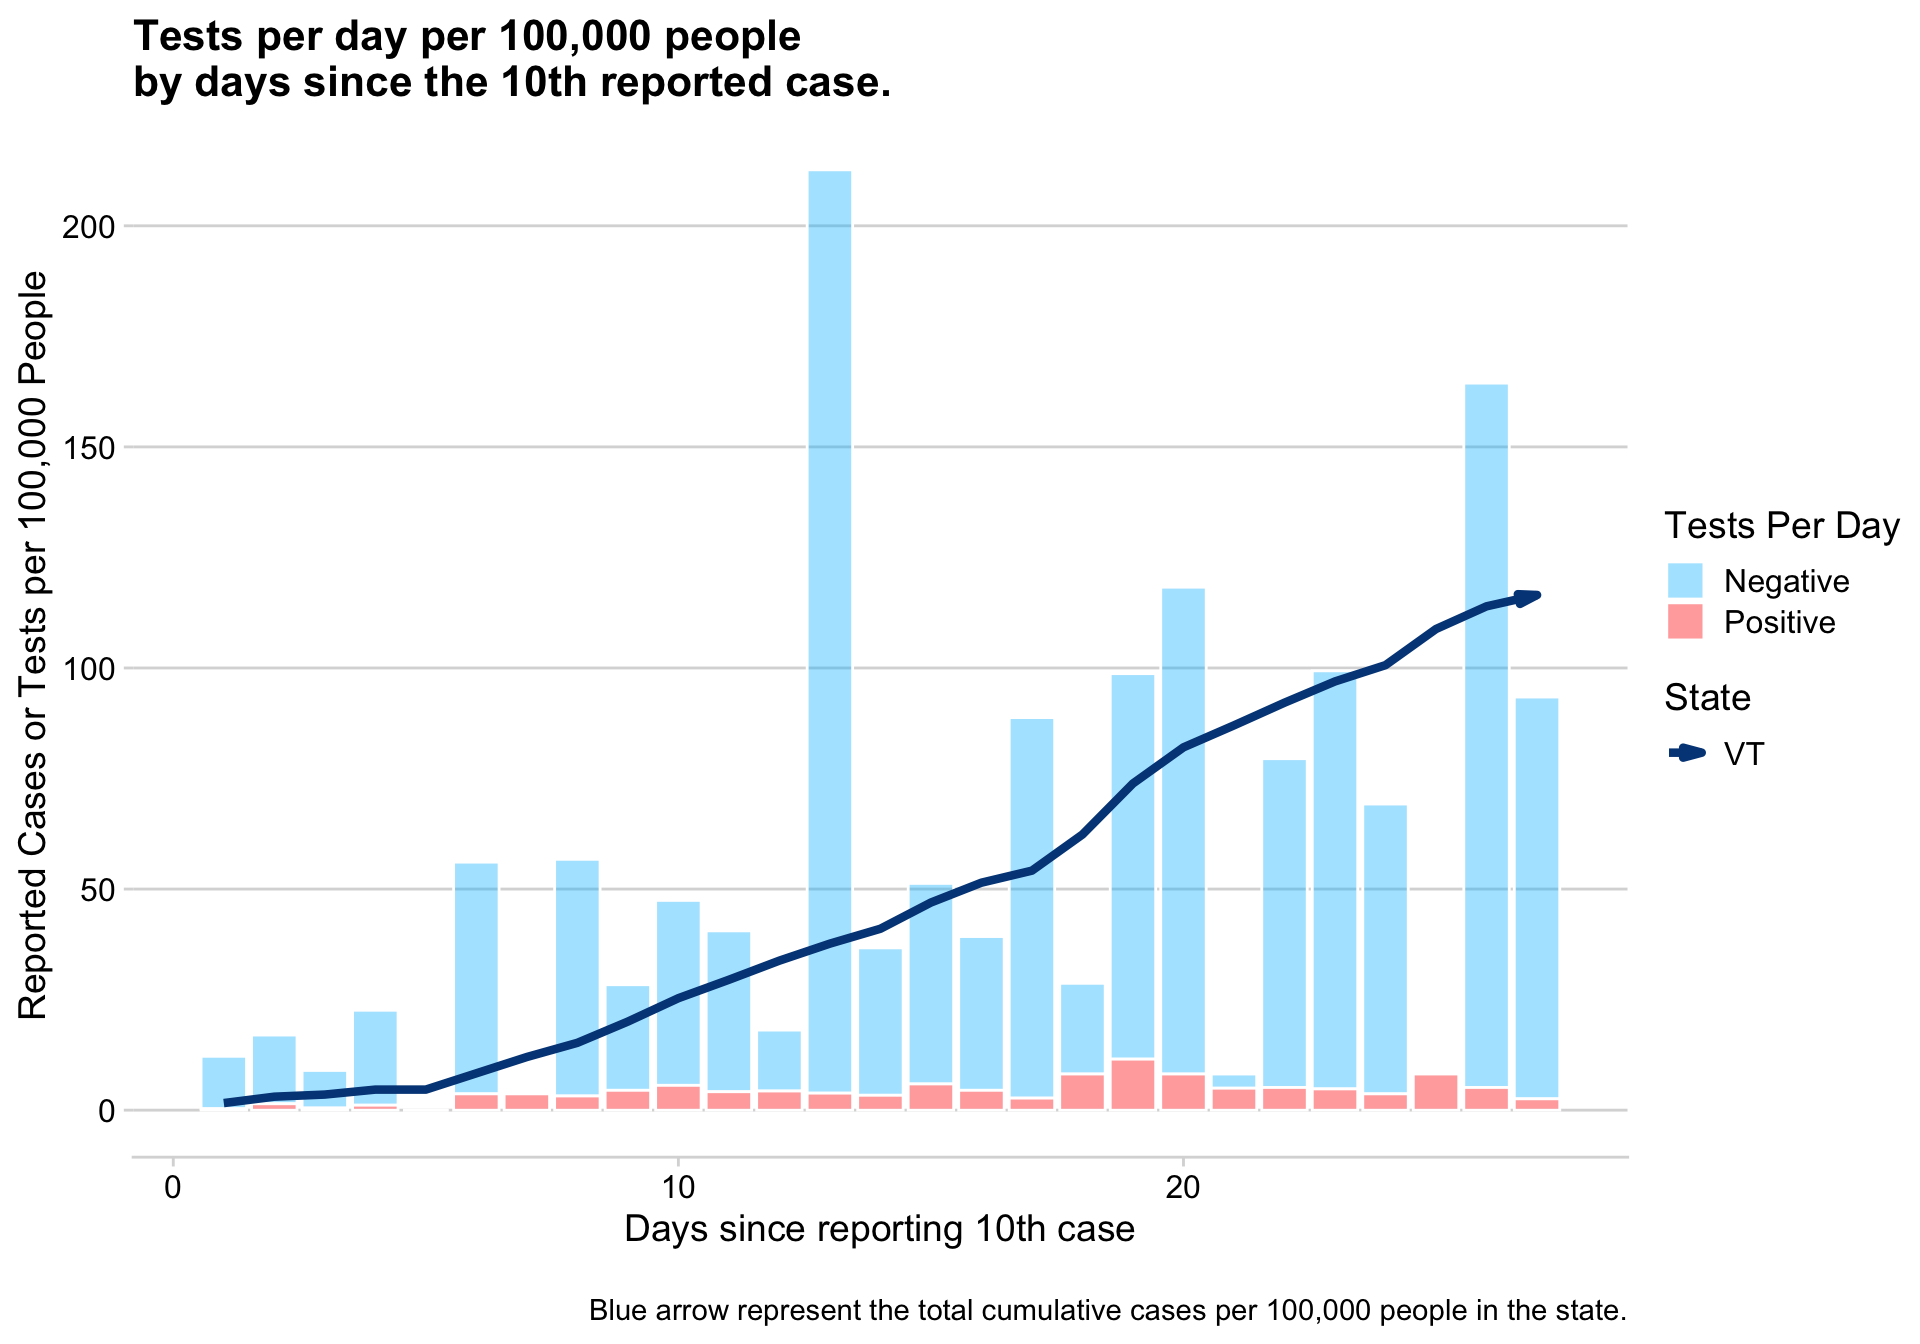 Tests per day per 100,000 people
by days since the 10th reported case.
Reported Cases or Tests per 100,000 People
200
150
100
50
0
0
10
20
Days since reporting 10th case
Tests Per Day
Negative
Positive
State
VT
Blue arrow represent the total cumulative cases per 100,000 people in the state.